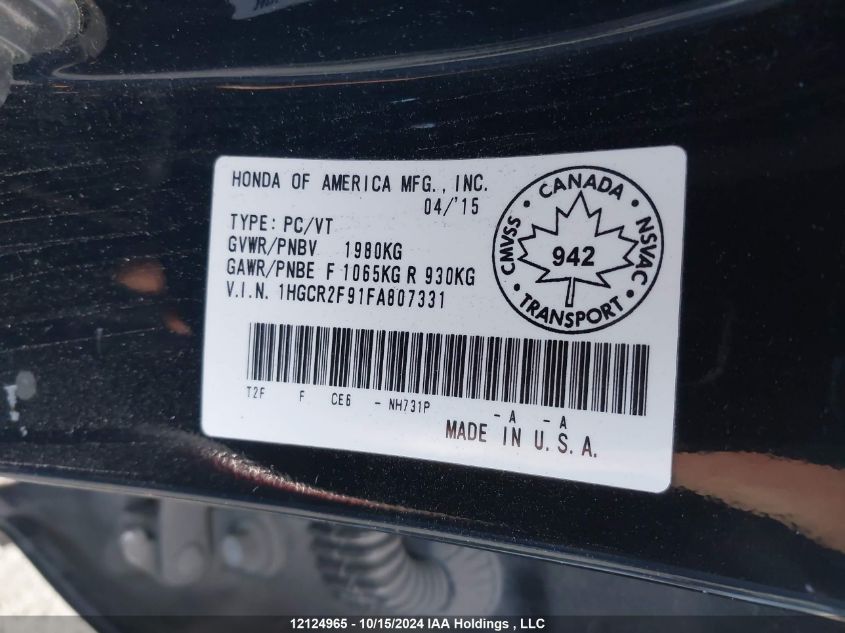 HONDA OF AMERICA MFG., INC.
04/'15
TYPE: PC/VT
GVWR/PNBV 1980KG
GAWR/PNBE F 1065KG R 930KG
V.I.N. 1HGCR2F91FA807331
CANADA
CMVSS
NSVAC
942
TRANSPORT
T2F F CE6 - NH731P - A - A
MADE IN U.S.A.
12124965 - 10/15/2024 IAA Holdings , LLC